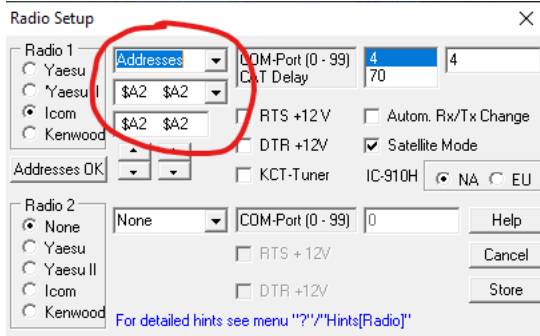 Radio Setup
Radio 1
Yaesu
Yaesu II
Icom
Kenwood
Addresses OK
Addresses
$A2 $A2
$A2 $A2
COM-Port (0 - 99)
CAT Delay
4
70
4
RTS +12 V
DTR +12V
KCT-Tuner
Autom. Rx/Tx Change
Satellite Mode
IC-910H
NA
EU
Radio 2
None
Yaesu
Yaesu II
Icom
Kenwood
None
COM-Port (0 - 99)
0
RTS + 12V
DTR +12V
Help
Cancel
Store
For detailed hints see menu "?"/"Hints[Radio]"